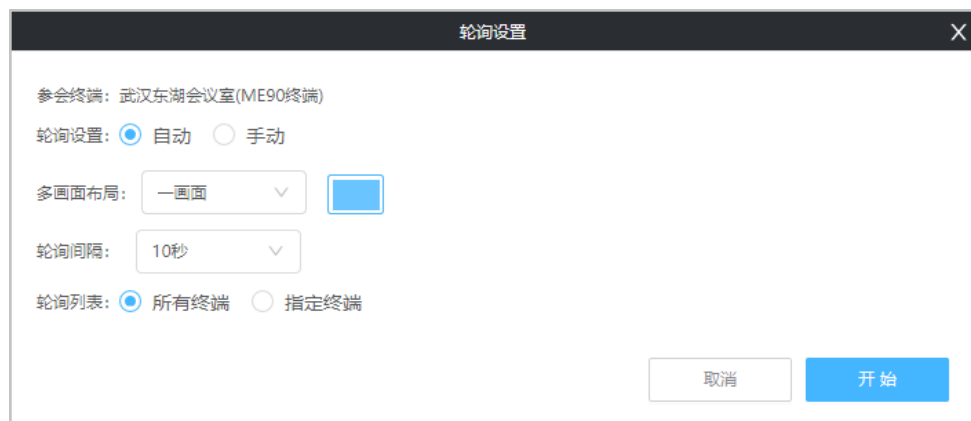 轮询设置 X
参会终端：武汉东湖会议室(ME90终端)
轮询设置： 自动 手动
多画面布局： 一画面
轮询间隔： 10秒
轮询列表： 所有终端 指定终端
取消 开始